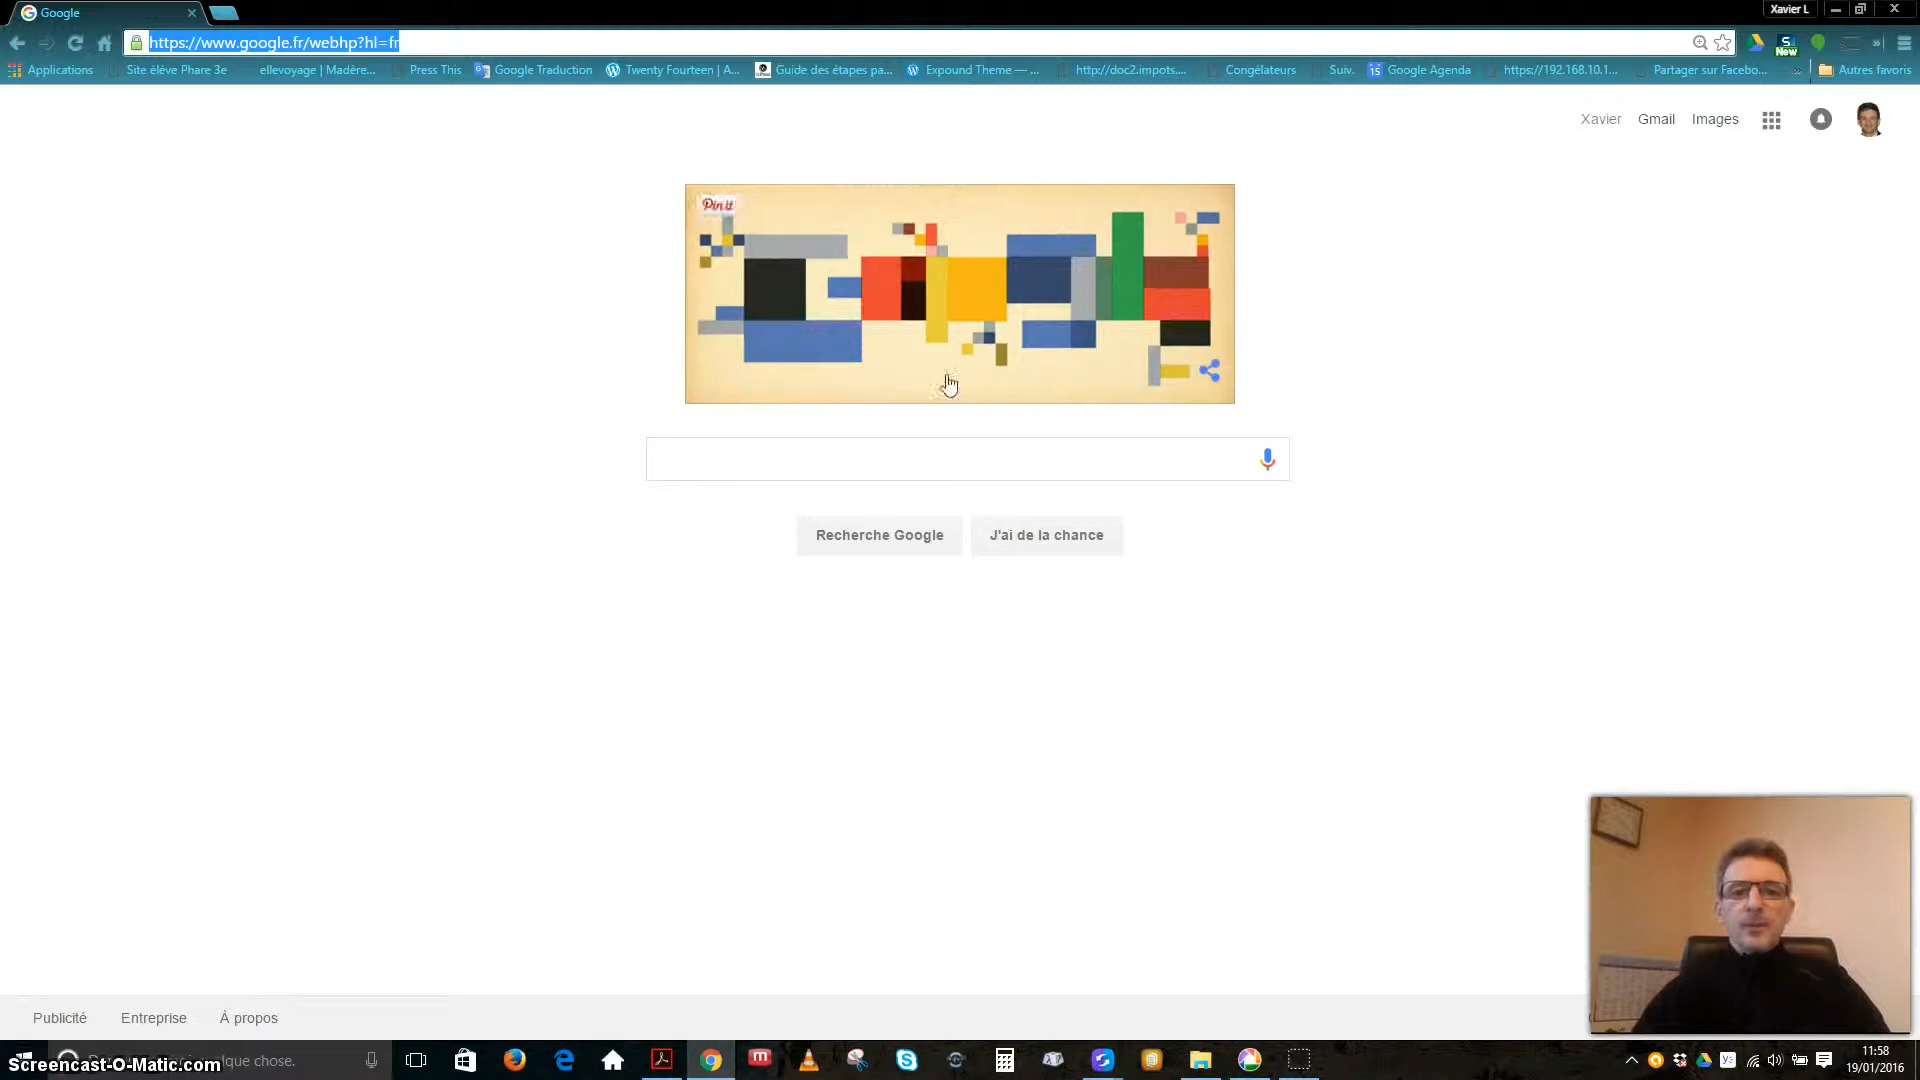 Google
Xavier L
https://www.google.fr/webhp?hl=fr
New
Applications
Site élève Phare 3e
ellevoyage | Madère...
Press This
Google Traduction
Twenty Fourteen | A...
Guide des étapes pa...
Expound Theme — ...
http://doc2.impots....
Congélateurs
Suiv.
15
Google Agenda
https://192.168.10.1...
Partager sur Facebo...
»
Autres favoris
Xavier
Gmail
Images
Pin it
Recherche Google
J'ai de la chance
Publicité
Entreprise
À propos
Screencast-O-Matic.com
lque chose.
11:58
19/01/2016